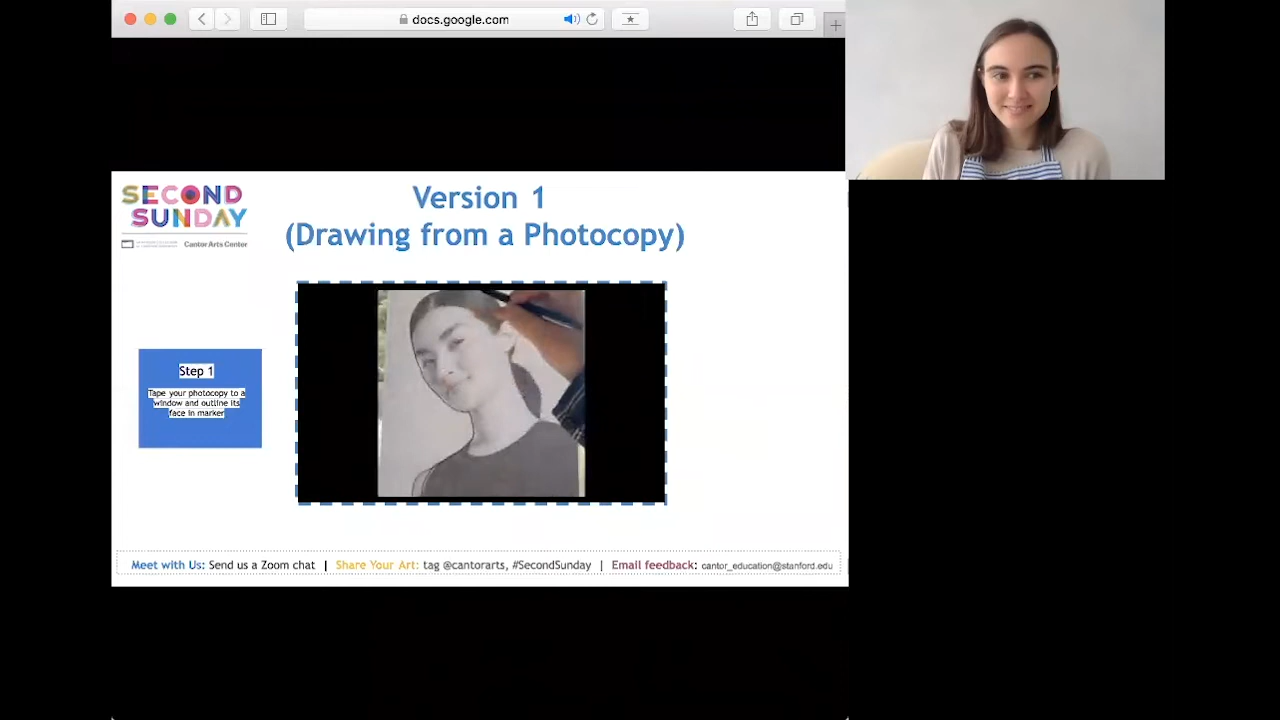 docs.google.com
SECOND
SUNDAY
Cantor Arts Center
Version 1
(Drawing from a Photocopy)
Step 1
Tape your photocopy to a
window and outline its
face in marker
Meet with Us: Send us a Zoom chat | Share Your Art: tag @cantorarts, #SecondSunday | Email feedback: cantor_education@stanford.edu